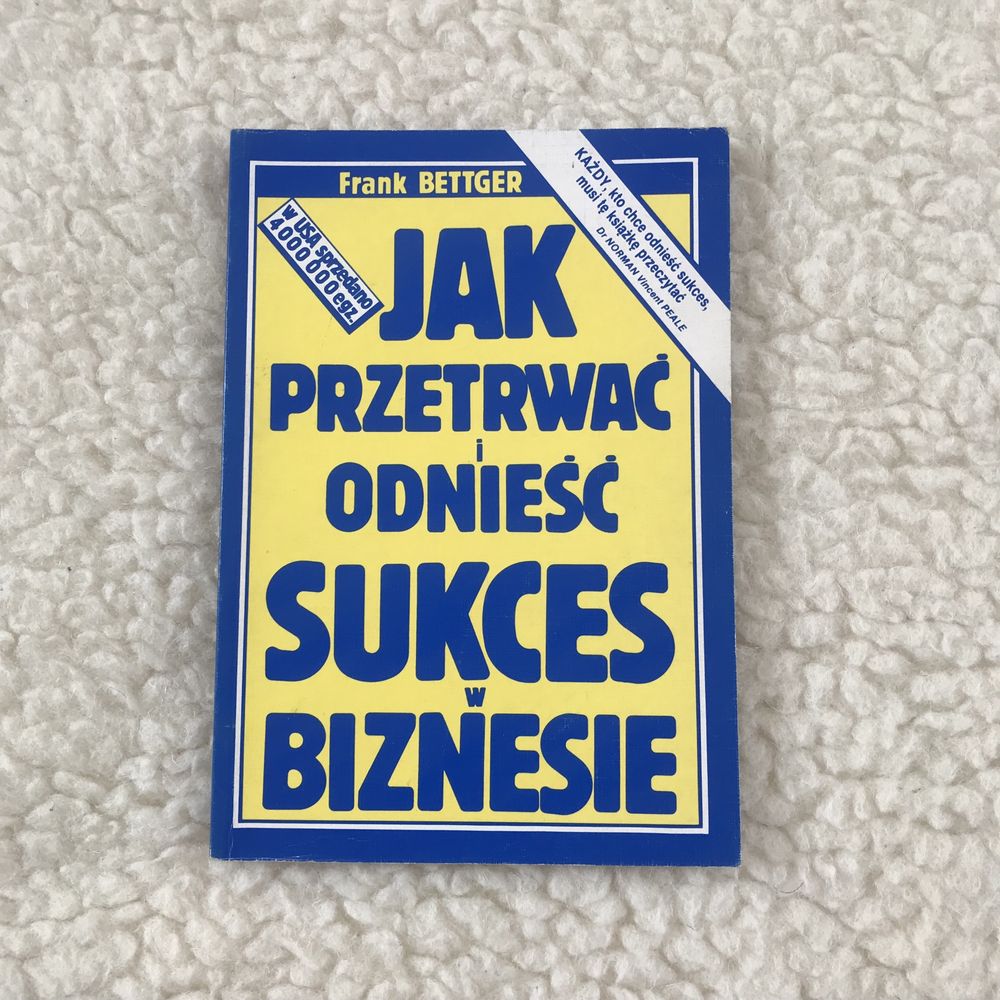 Frank BETTGER
KAŻDY, kto chce odnieść sukces,
musi tę książkę przeczytać
Dr NORMAN Vincent PEALE
w USA sprzedano
4 000 000 egz.
JAK
PRZETRWAĆ
i
ODNIEŚĆ
SUKCES
w
BIZNESIE